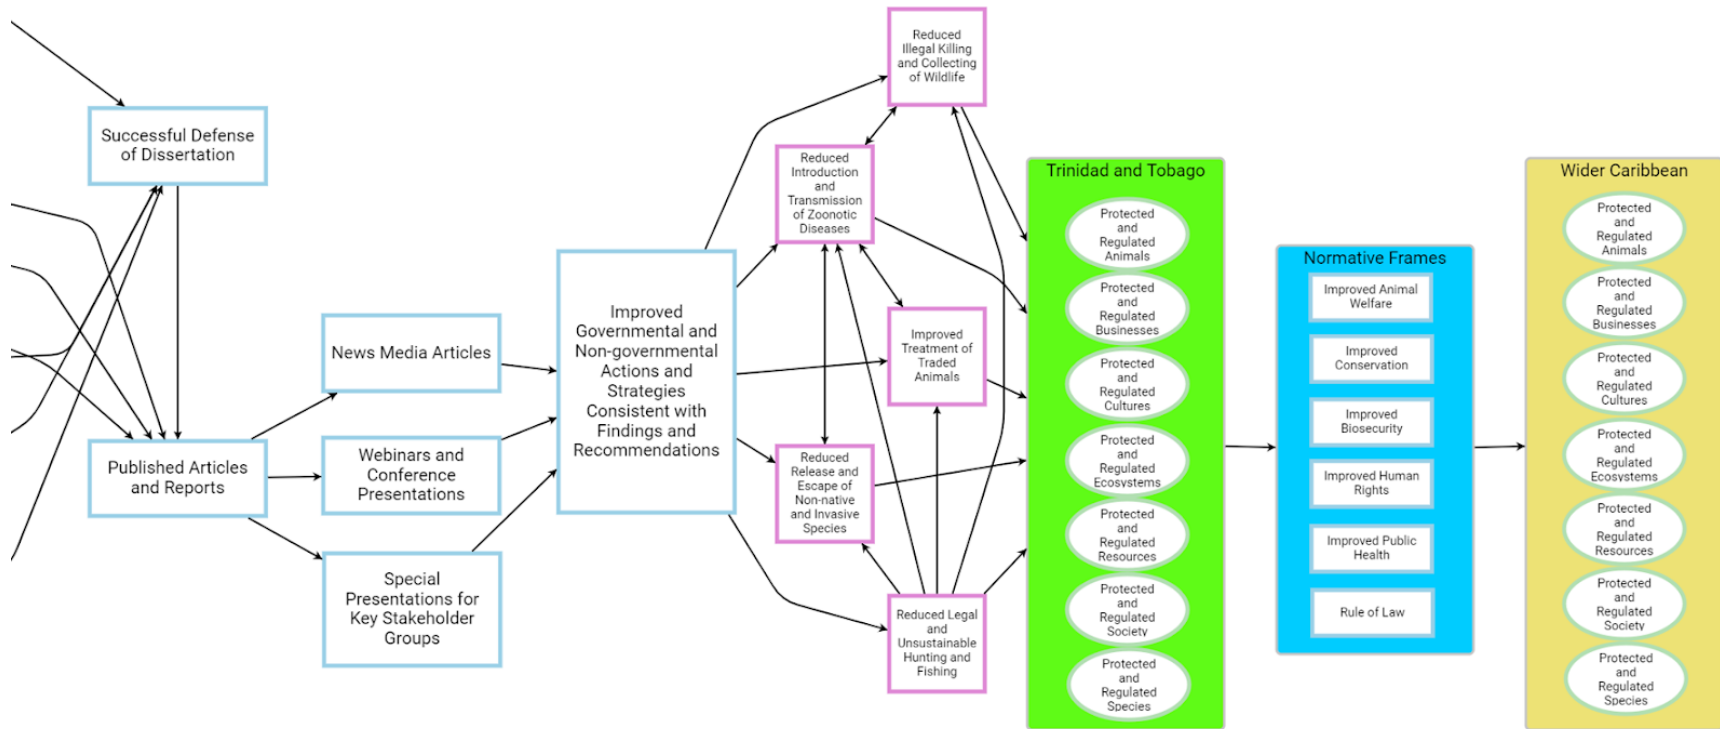 Successful Defense
of Dissertation
Published Articles
and Reports
News Media Articles
Webinars and
Conference
Presentations
Special
Presentations for
Key Stakeholder
Groups
Improved
Governmental and
Non-governmental
Actions and
Strategies
Consistent with
Findings and
Recommendations
Reduced
Illegal Killing
and Collecting
of Wildlife
Reduced
Introduction
and
Transmission
of Zoonotic
Diseases
Improved
Treatment of
Traded
Animals
Reduced
Release and
Escape of
Non-native
and Invasive
Species
Reduced Legal
and
Unsustainable
Hunting and
Fishing
Trinidad and Tobago
Protected
and
Regulated
Animals
Protected
and
Regulated
Businesses
Protected
and
Regulated
Cultures
Protected
and
Regulated
Ecosystems
Protected
and
Regulated
Resources
Protected
and
Regulated
Society
Protected
and
Regulated
Species
Normative Frames
Improved Animal
Welfare
Improved
Conservation
Improved
Biosecurity
Improved Human
Rights
Improved Public
Health
Rule of Law
Wider Caribbean
Protected
and
Regulated
Animals
Protected
and
Regulated
Businesses
Protected
and
Regulated
Cultures
Protected
and
Regulated
Ecosystems
Protected
and
Regulated
Resources
Protected
and
Regulated
Society
Protected
and
Regulated
Species